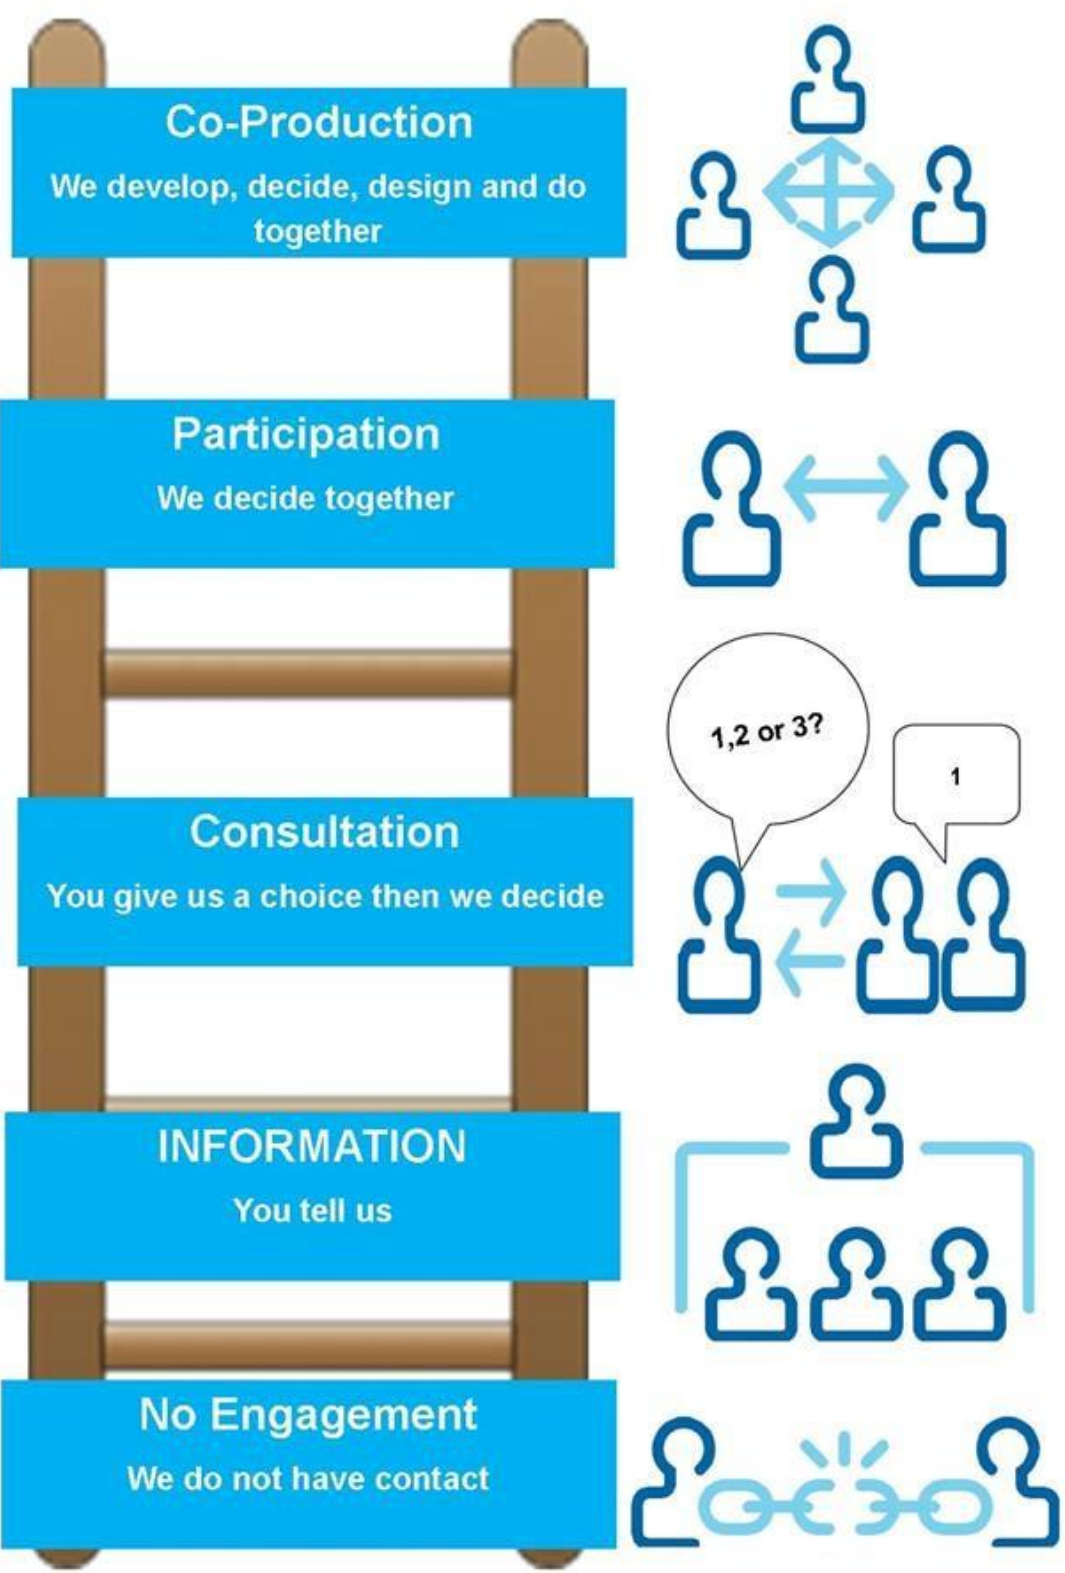 Co-Production
We develop, decide, design and do
together
Participation
We decide together
1,2 or 3?
1
Consultation
You give us a choice then we decide
INFORMATION
You tell us
No Engagement
We do not have contact